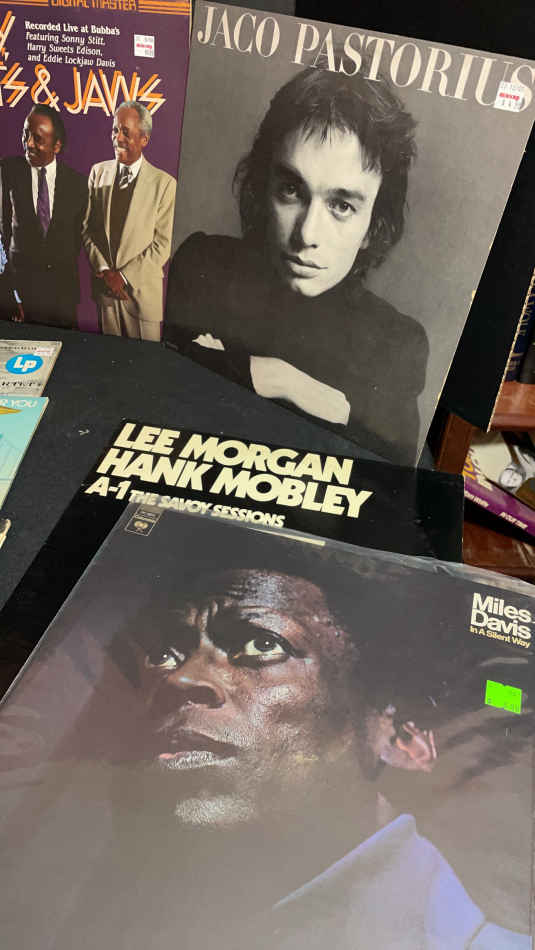 DIGITAL MASTER
Recorded Live at Bubba's
Featuring Sonny Stitt,
Harry Sweets Edison,
and Eddie Lockjaw Davis
& JAWS
JACO PASTORIUS
LP
YOU
LEE MORGAN
HANK MOBLEY
A-1 THE SAVOY SESSIONS
Miles
Davis
In A Silent Way